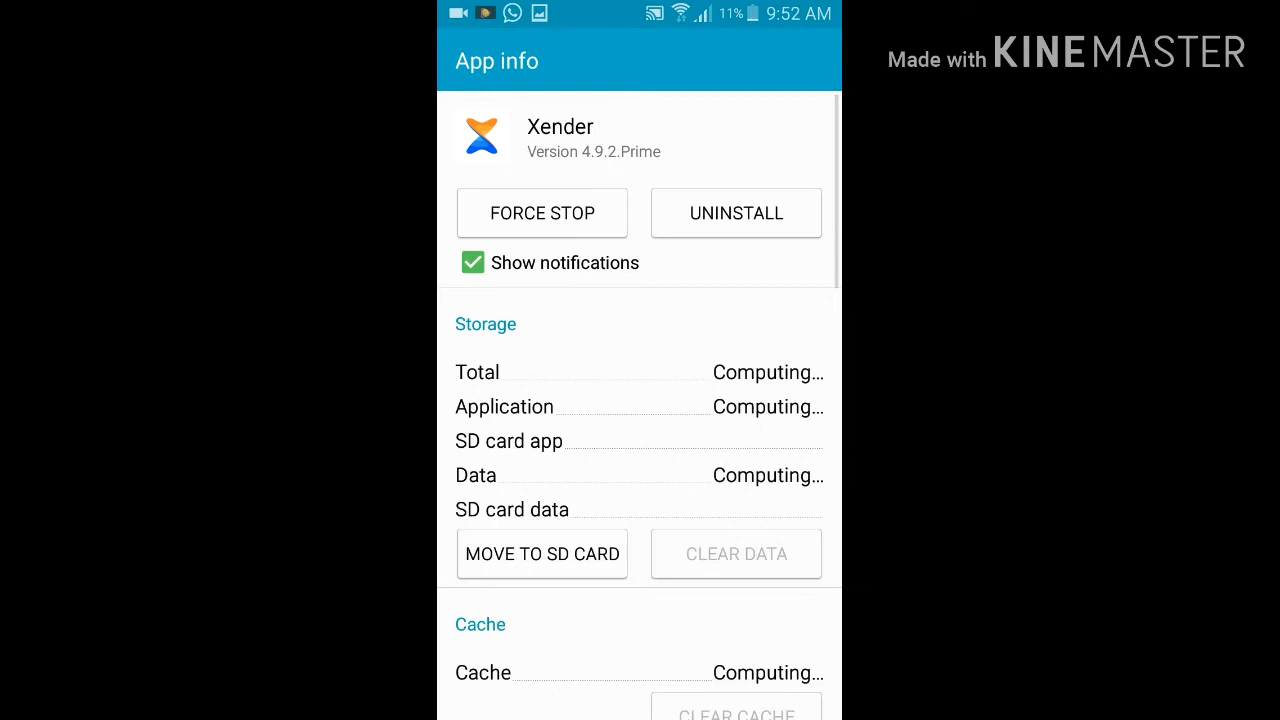 11% 9:52 AM
Made with KINEMASTER
App info
Xender
Version 4.9.2.Prime
FORCE STOP UNINSTALL
Show notifications
Storage
Total Computing...
Application Computing...
SD card app
Data Computing...
SD card data
MOVE TO SD CARD CLEAR DATA
Cache
Cache Computing...
CLEAR CACHE